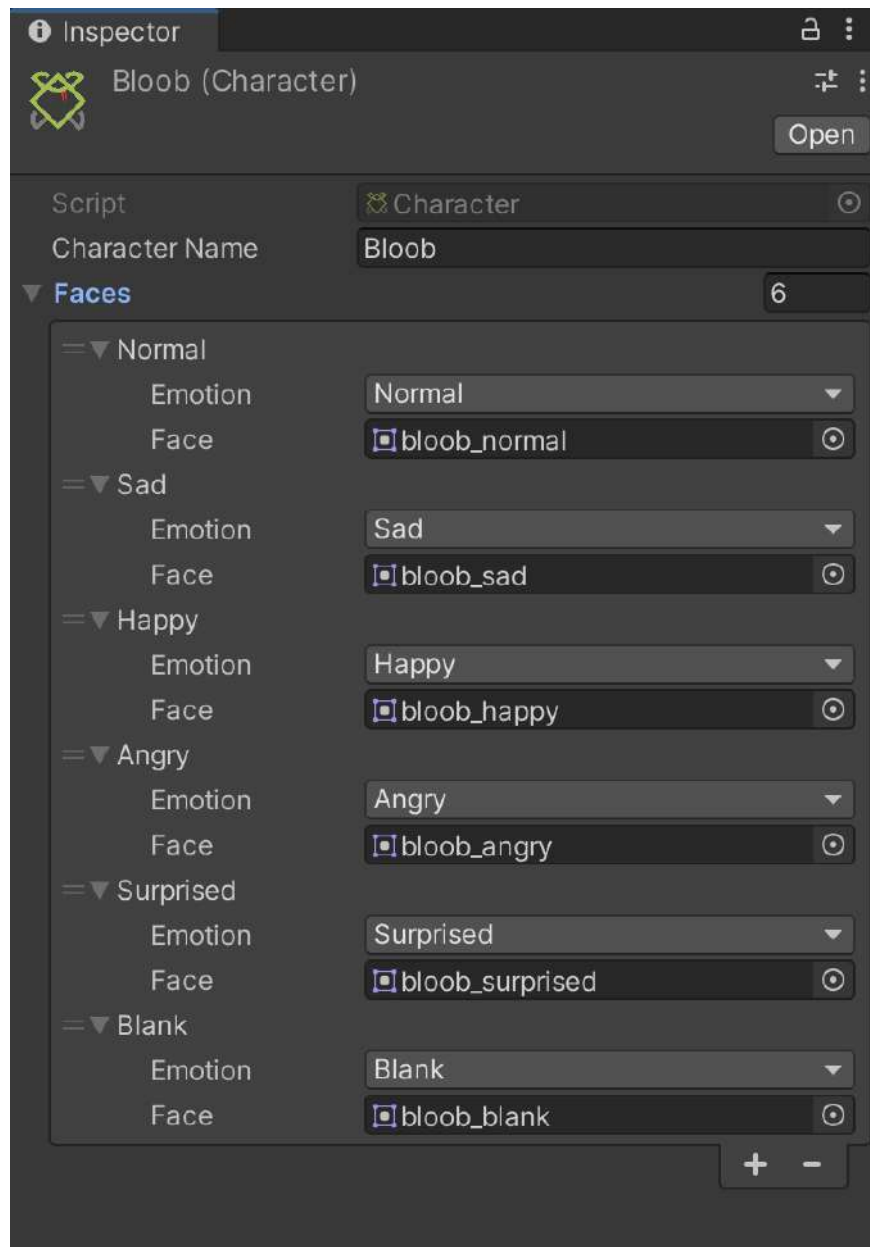 Inspector
Bloob (Character)
Open
Script Character
Character Name Bloob
Faces 6
Normal
Emotion Normal
Face bloob_normal
Sad
Emotion Sad
Face bloob_sad
Happy
Emotion Happy
Face bloob_happy
Angry
Emotion Angry
Face bloob_angry
Surprised
Emotion Surprised
Face bloob_surprised
Blank
Emotion Blank
Face bloob_blank